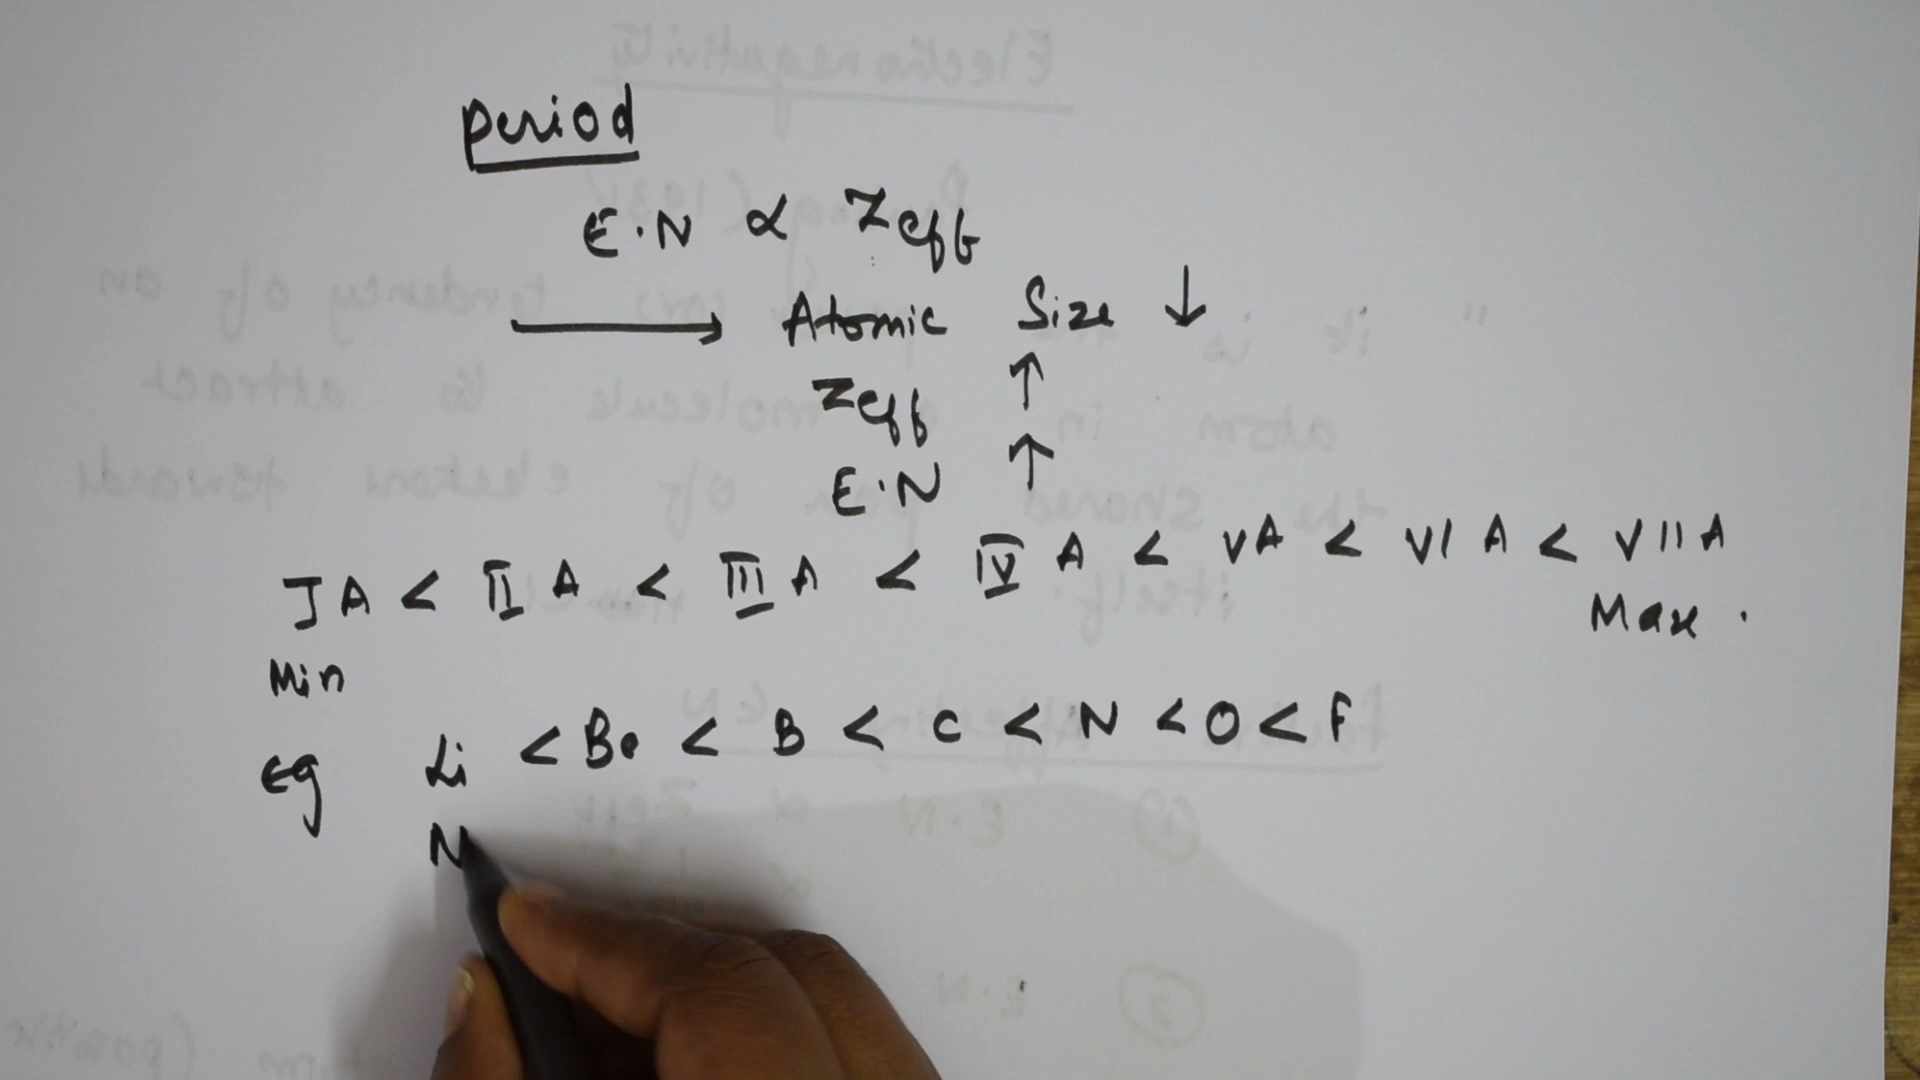 period
E.N ∝ Zeff
⟶ Atomic Size ↓
Zeff ↑
E.N ↑
IA < II A < III A < IV A < VA < VI A < VII A
Min Max .
eg Li < Be < B < C < N < O < F
N